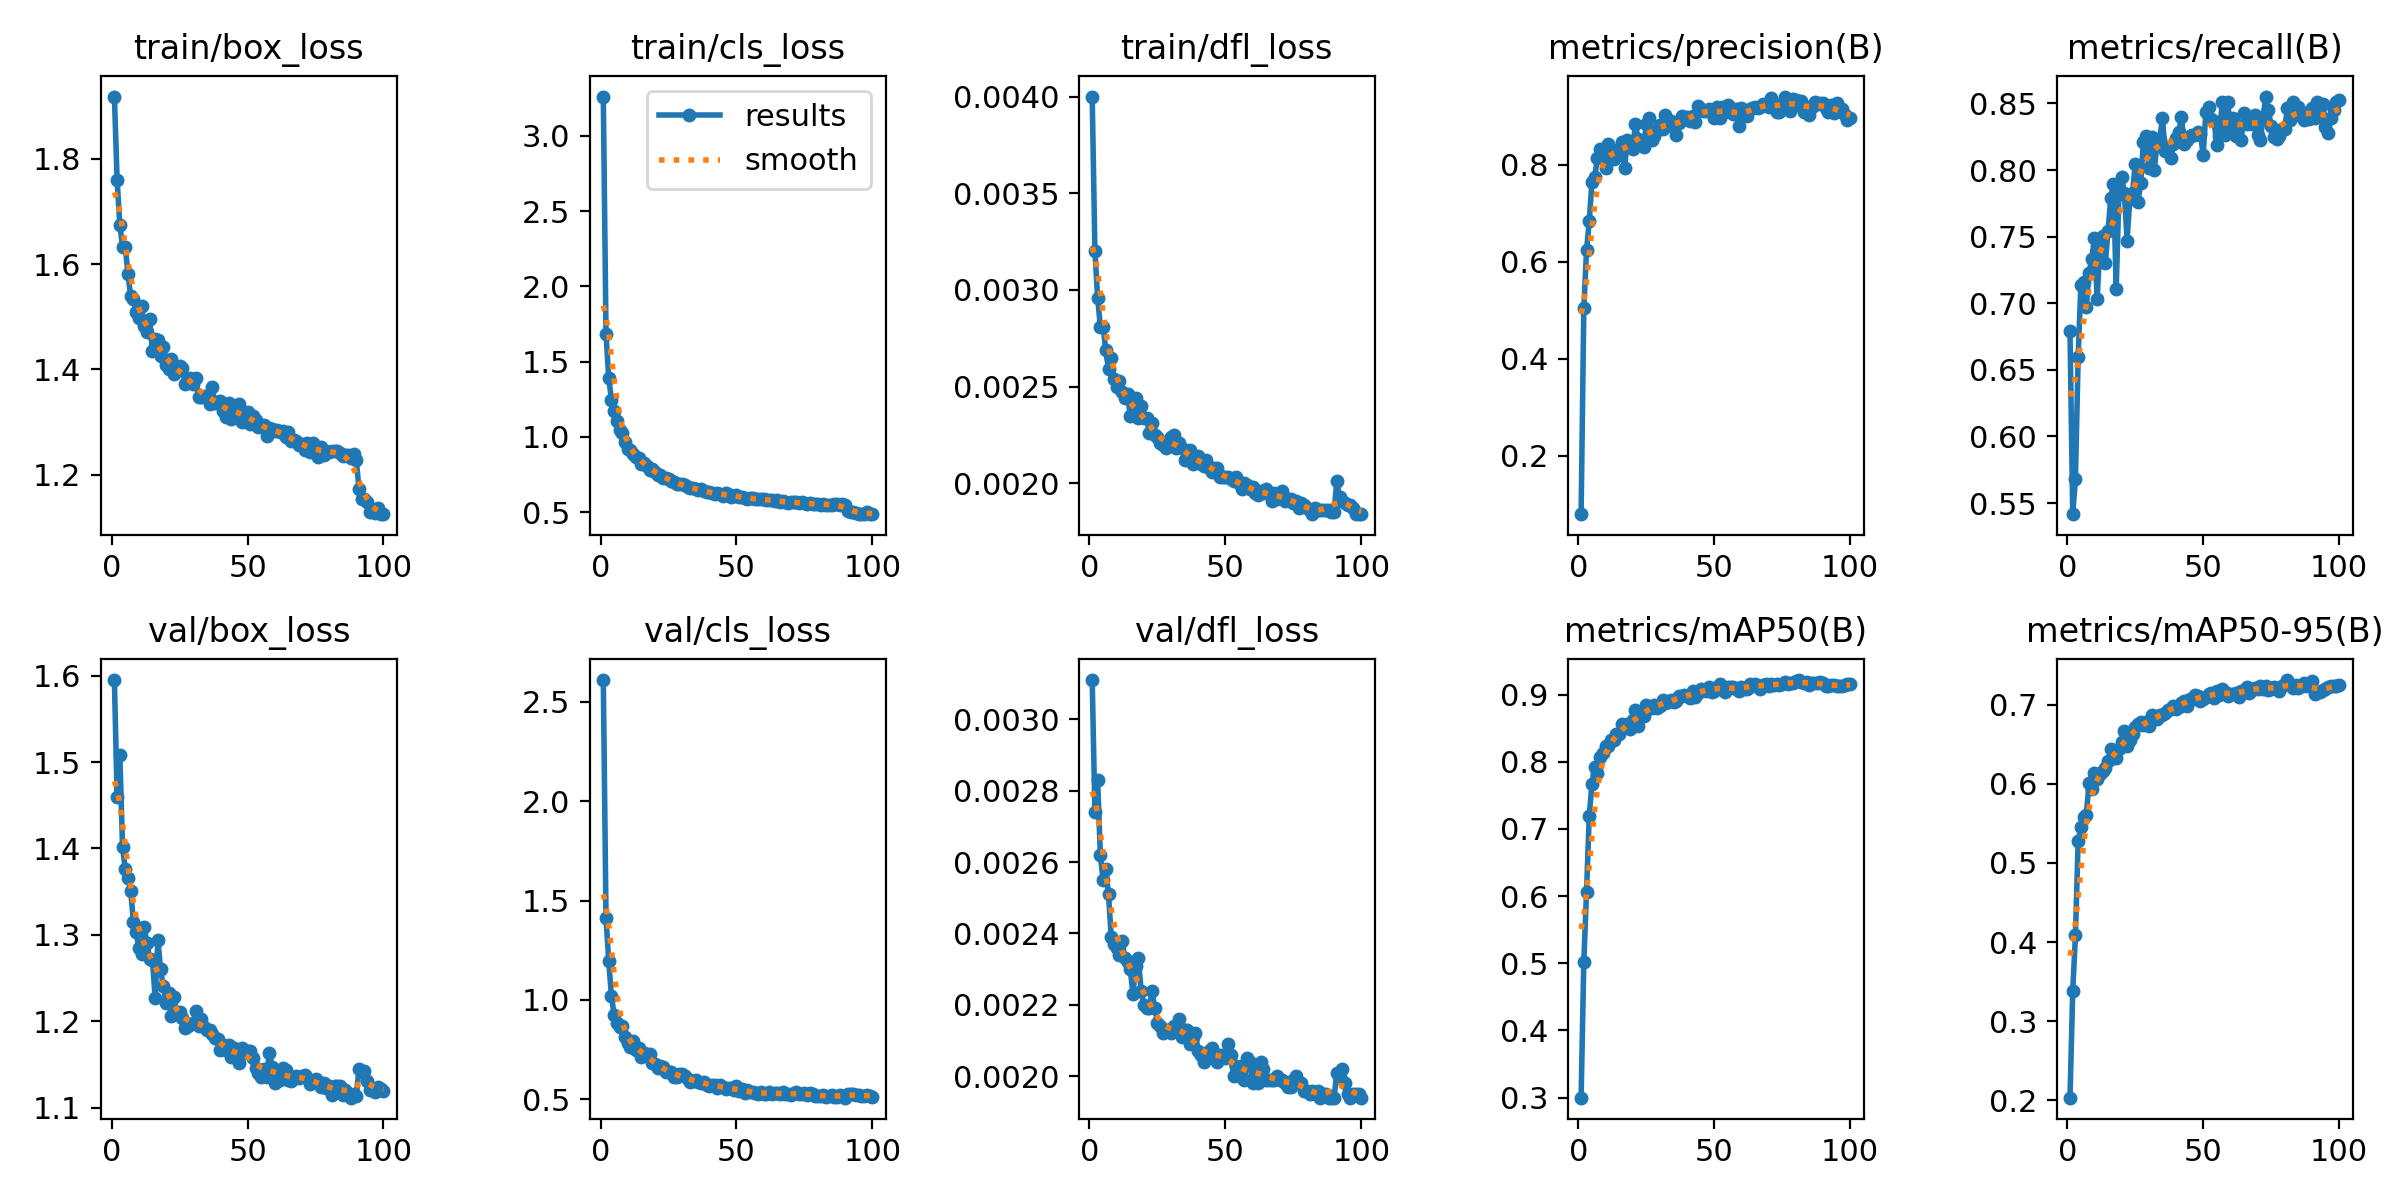 train/box_loss
train/cls_loss
train/dfl_loss
metrics/precision(B)
metrics/recall(B)
1.8
1.6
1.4
1.2
0 50 100
results
smooth
3.0
2.5
2.0
1.5
1.0
0.5
0 50 100
0.0040
0.0035
0.0030
0.0025
0.0020
0 50 100
0.8
0.6
0.4
0.2
0 50 100
0.85
0.80
0.75
0.70
0.65
0.60
0.55
0 50 100
val/box_loss
val/cls_loss
val/dfl_loss
metrics/mAP50(B)
metrics/mAP50-95(B)
1.6
1.5
1.4
1.3
1.2
1.1
0 50 100
2.5
2.0
1.5
1.0
0.5
0 50 100
0.0030
0.0028
0.0026
0.0024
0.0022
0.0020
0 50 100
0.9
0.8
0.7
0.6
0.5
0.4
0.3
0 50 100
0.7
0.6
0.5
0.4
0.3
0.2
0 50 100